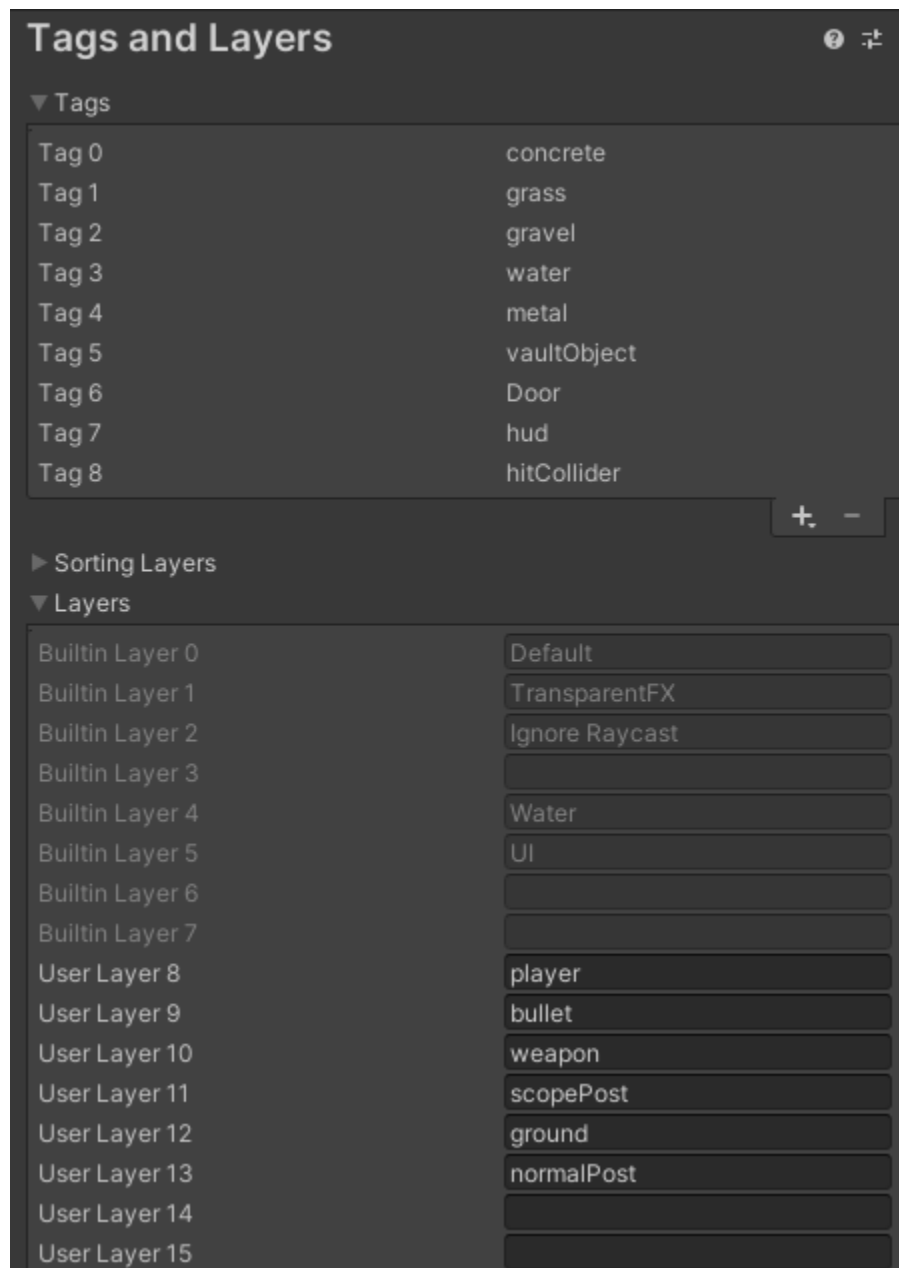 Tags and Layers
Tags
Tag 0 concrete
Tag 1 grass
Tag 2 gravel
Tag 3 water
Tag 4 metal
Tag 5 vaultObject
Tag 6 Door
Tag 7 hud
Tag 8 hitCollider
Sorting Layers
Layers
Builtin Layer 0 Default
Builtin Layer 1 TransparentFX
Builtin Layer 2 Ignore Raycast
Builtin Layer 3
Builtin Layer 4 Water
Builtin Layer 5 UI
Builtin Layer 6
Builtin Layer 7
User Layer 8 player
User Layer 9 bullet
User Layer 10 weapon
User Layer 11 scopePost
User Layer 12 ground
User Layer 13 normalPost
User Layer 14
User Layer 15